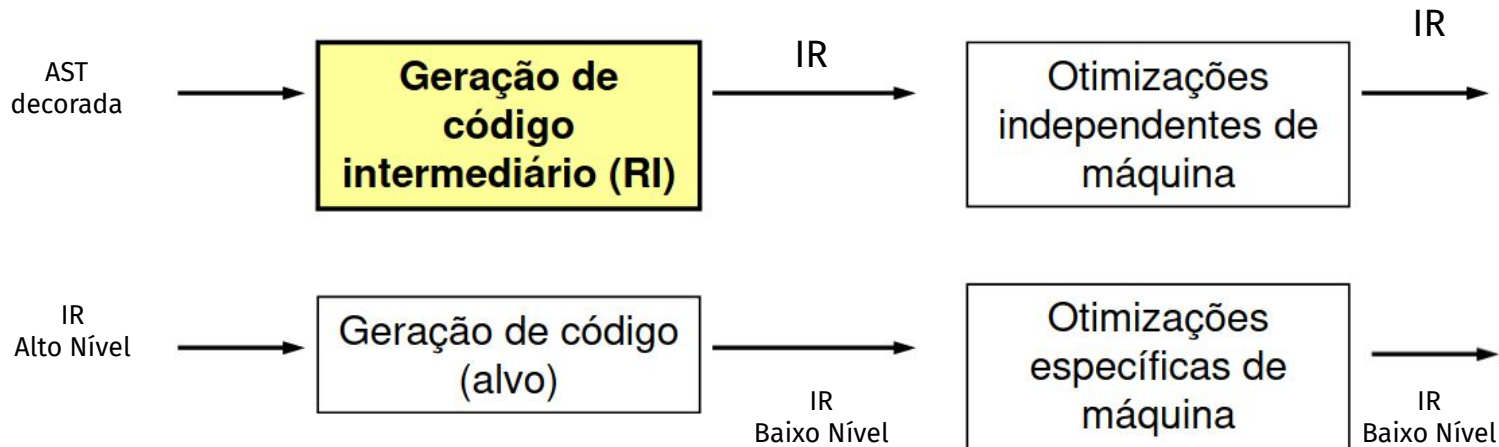 AST
decorada
Geração de
código
intermediário (RI)
IR
Otimizações
independentes de
máquina
IR
IR
Alto Nível
Geração de código
(alvo)
IR
Baixo Nível
Otimizações
específicas de
máquina
IR
Baixo Nível